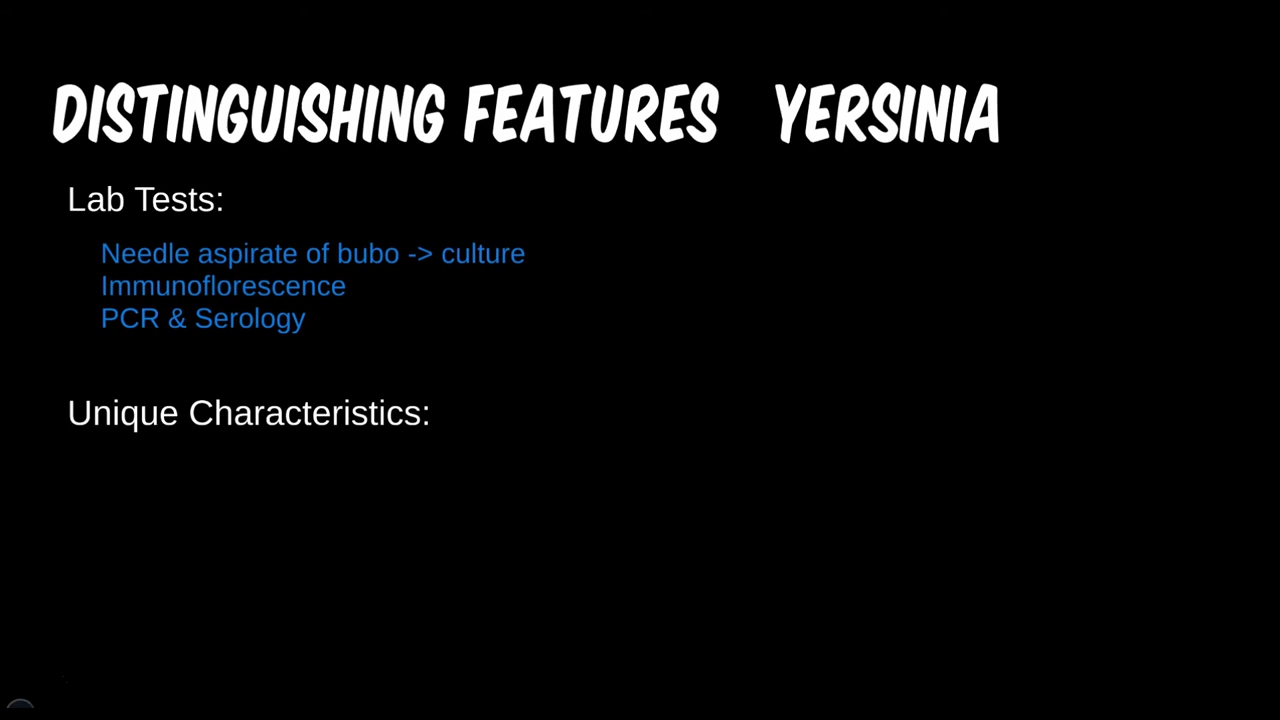 DISTINGUISHING FEATURES YERSINIA
Lab Tests:
Needle aspirate of bubo -> culture
Immunoflorescence
PCR & Serology
Unique Characteristics: